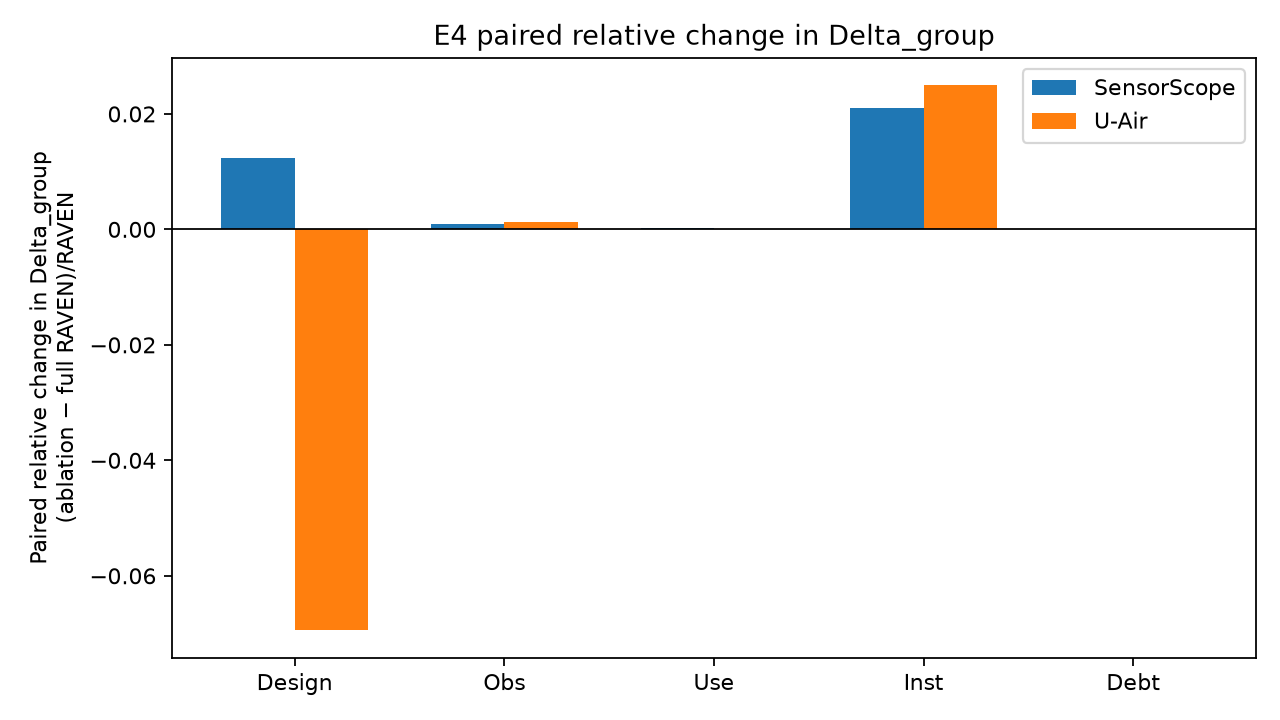 E4 paired relative change in Delta_group
SensorScope
U-Air
Paired relative change in Delta_group
(ablation − full RAVEN)/RAVEN
0.02
0.00
−0.02
−0.04
−0.06
Design
Obs
Use
Inst
Debt